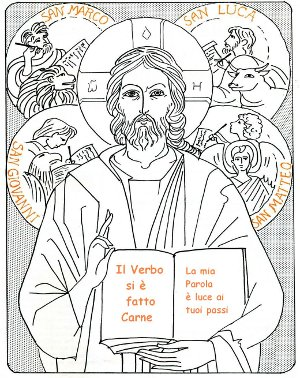 SAN MARCO
SAN LUCA
ώ Ο Η
SAN GIOVANNI
SAN MATTEO
Il Verbo
si è
fatto
Carne
La mia
Parola
è luce ai
tuoi passi